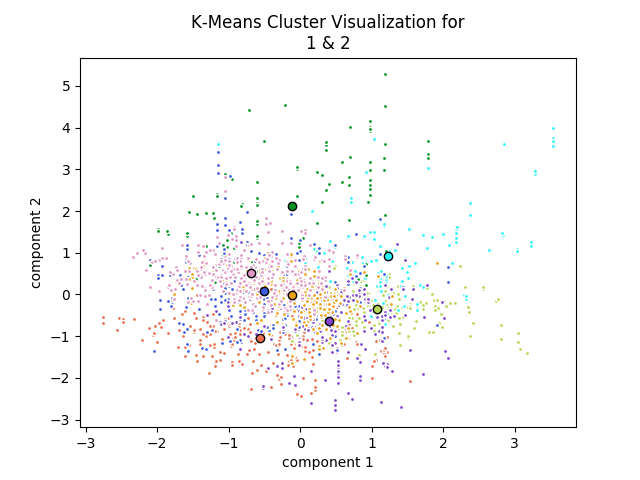 K-Means Cluster Visualization for
1 & 2
5
4
3
2
1
0
−1
−2
−3
component 2
−3 −2 −1 0 1 2 3
component 1